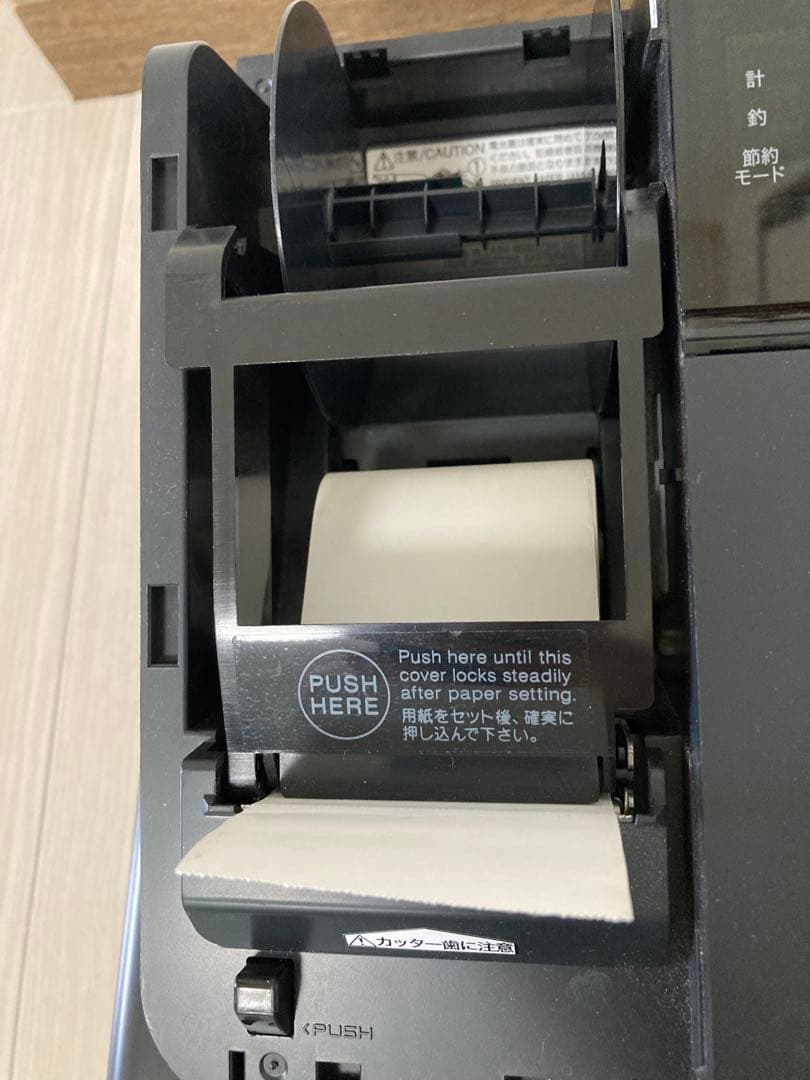 計
釣
節約
モード
注意/CAUTION
①
PUSH
HERE
Push here until this
cover locks steadily
after paper setting.
用紙をセット後、確実に
押し込んで下さい。
カッター歯に注意
<PUSH